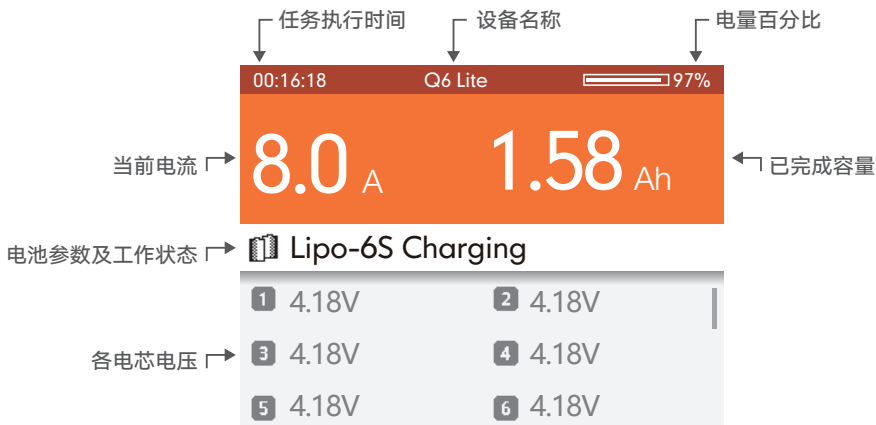 任务执行时间 设备名称 电量百分比
00:16:18 Q6 Lite 97%
当前电流 8.0 A 1.58 Ah 已完成容量
电池参数及工作状态 Lipo-6S Charging
1 4.18V 2 4.18V
各电芯电压 3 4.18V 4 4.18V
5 4.18V 6 4.18V